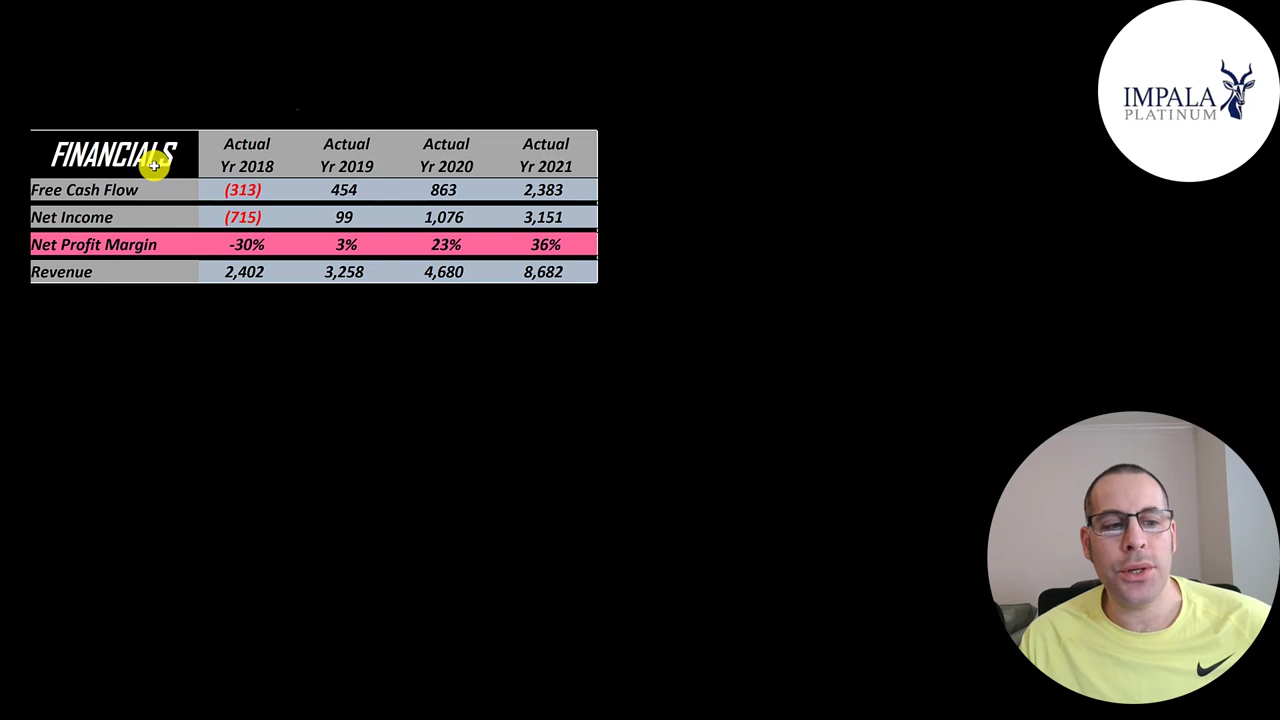 IMPALA
PLATINUM
FINANCIALS
Actual Actual Actual Actual
Yr 2018 Yr 2019 Yr 2020 Yr 2021
Free Cash Flow (313) 454 863 2,383
Net Income (715) 99 1,076 3,151
Net Profit Margin -30% 3% 23% 36%
Revenue 2,402 3,258 4,680 8,682